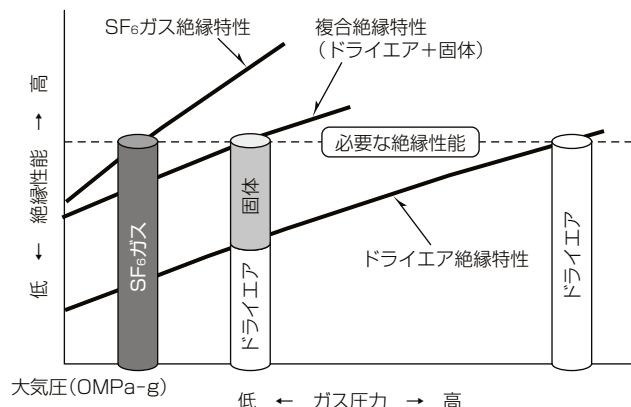 SF₆ガス絶縁特性
複合絶縁特性
（ドライエア＋固体）
必要な絶縁性能
低 ← 絶縁性能 → 高
SF₆ガス
固体
ドライエア
ドライエア
ドライエア絶縁特性
大気圧(0MPa-g)
低 ← ガス圧力 → 高